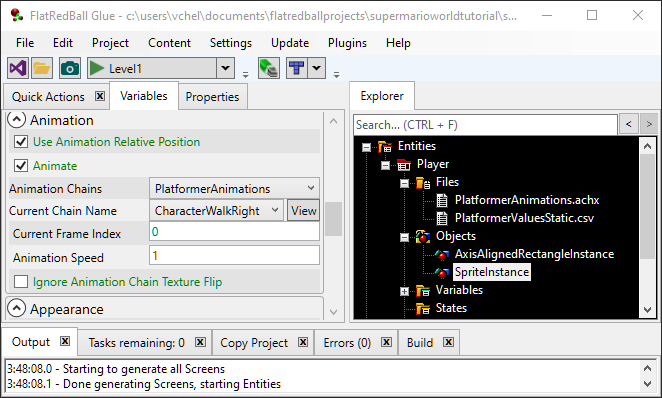 FlatRedBall Glue - c:\users\vchel\documents\flatredballprojects\supermarioworldtutorial\s...
File Project Edit Content Settings Update Plugins Help
Level1
Quick Actions Variables Properties
Animation
Use Animation Relative Position
Animate
Animation Chains PlatformerAnimations
Current Chain Name CharacterWalkRight View
Current Frame Index 0
Animation Speed 1
Ignore Animation Chain Texture Flip
Appearance
Explorer
Search... (CTRL + F) < >
Entities
Player
Files
PlatformerAnimations.achx
PlatformerValuesStatic.csv
Objects
AxisAlignedRectangleInstance
SpriteInstance
Variables
States
Output Tasks remaining: 0 Copy Project Errors (0) Build
3:48:08.0 - Starting to generate all Screens
3:48:08.1 - Done generating Screens, starting Entities